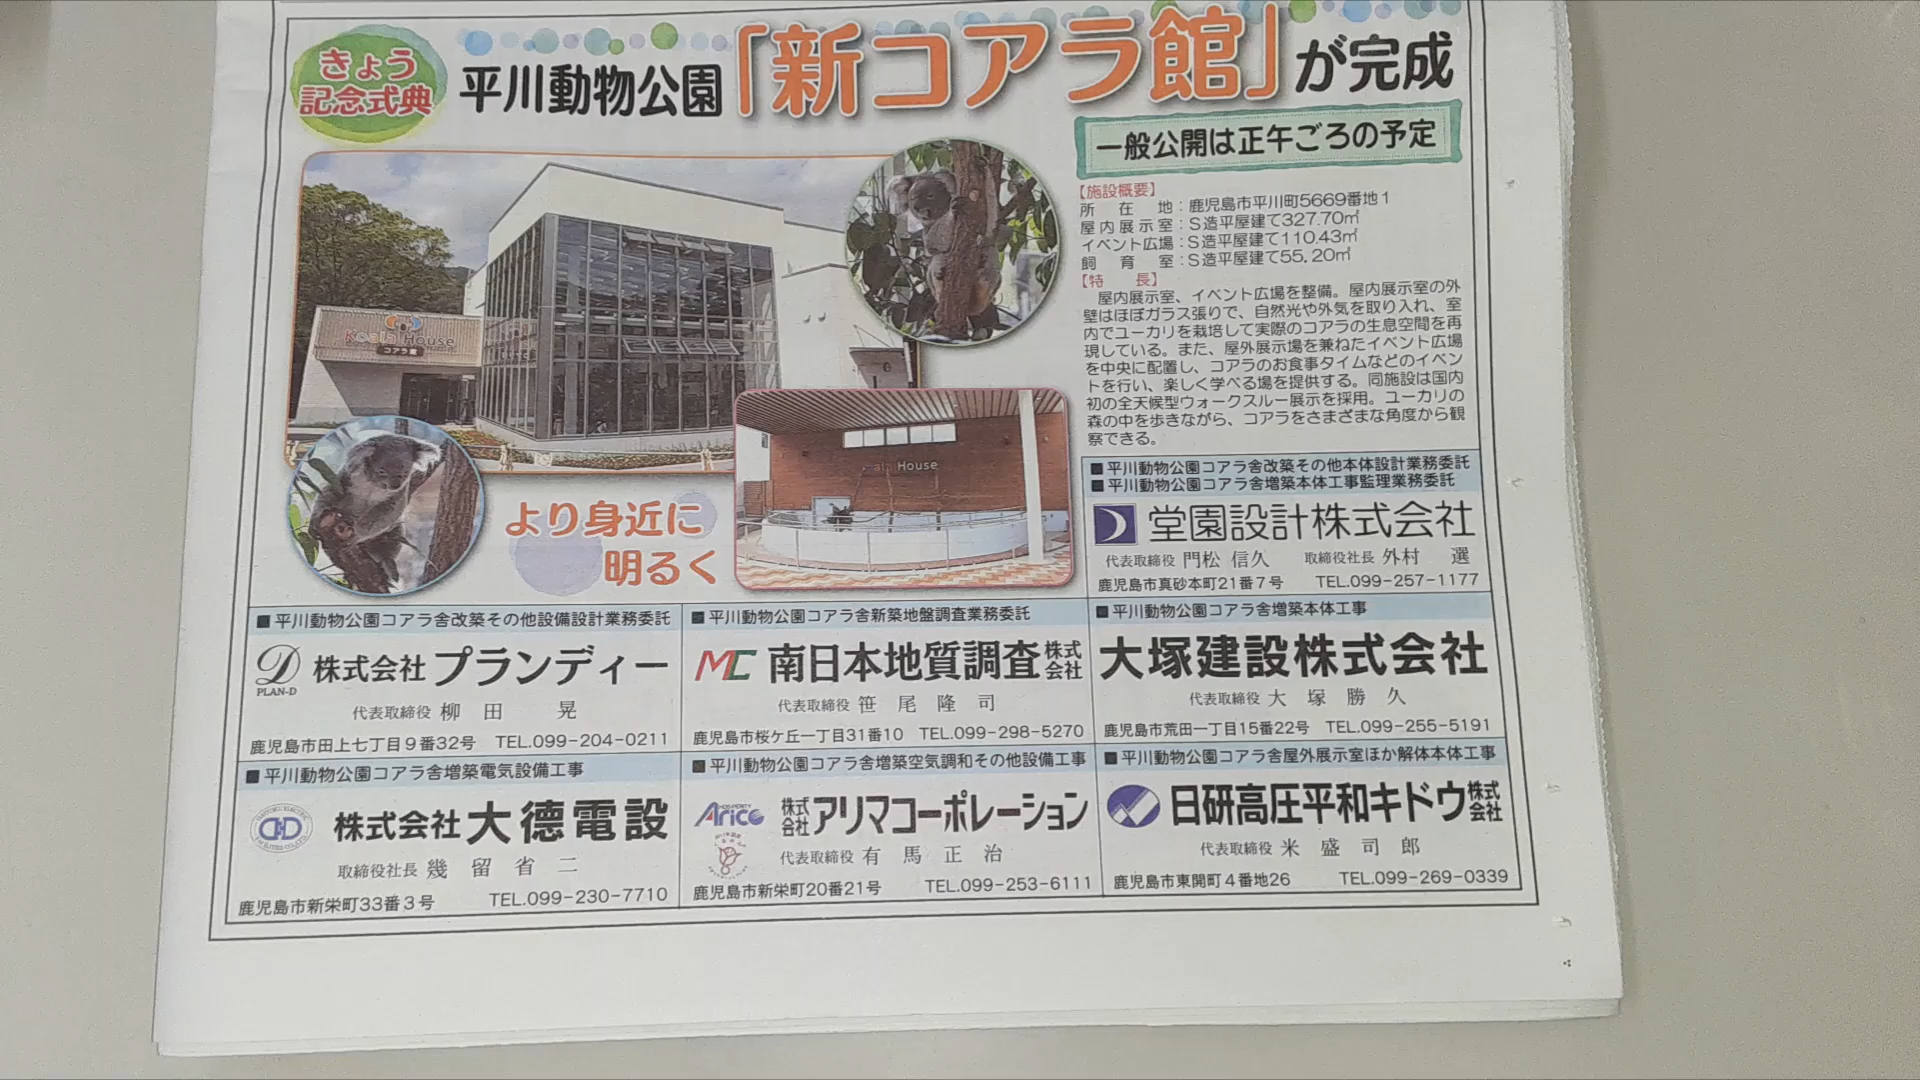 きょう
記念式典
平川動物公園「新コアラ館」が完成
一般公開は正午ごろの予定
Koala House
コアラ館
【施設概要】
所在地：鹿児島市平川町5669番地1
屋内展示室：S造平屋建て327.70㎡
イベント広場：S造平屋建て110.43㎡
飼育室：S造平屋建て55.20㎡
【特長】
屋内展示室、イベント広場を整備。屋内展示室の外
壁はほぼガラス張りで、自然光や外気を取り入れ、室
内でユーカリを栽培して実際のコアラの生息空間を再
現している。また、屋外展示場を兼ねたイベント広場
を中央に配置し、コアラのお食事タイムなどのイベン
トを行い、楽しく学べる場を提供する。同施設は国内
初の全天候型ウォークスルー展示を採用。ユーカリの
森の中を歩きながら、コアラをさまざまな角度から観
察できる。
House
より身近に
明るく
■平川動物公園コアラ舎改築その他本体設計業務委託
■平川動物公園コアラ舎増築本体工事監理業務委託
堂園設計株式会社
代表取締役 門松 信久 取締役社長 外村 選
鹿児島市真砂本町21番7号 TEL.099-257-1177
■平川動物公園コアラ舎改築その他設備設計業務委託
PLAN-D
株式会社プランディー
代表取締役 柳田 晃
鹿児島市田上七丁目9番32号 TEL.099-204-0211
■平川動物公園コアラ舎新築地盤調査業務委託
MC 南日本地質調査株式会社
代表取締役 笹尾隆司
鹿児島市桜ケ丘一丁目31番10 TEL.099-298-5270
■平川動物公園コアラ舎増築本体工事
大塚建設株式会社
代表取締役 大塚勝久
鹿児島市荒田一丁目15番22号 TEL.099-255-5191
■平川動物公園コアラ舎増築電気設備工事
株式会社大德電設
取締役社長 幾留省二
鹿児島市新栄町33番3号 TEL.099-230-7710
■平川動物公園コアラ舎増築空気調和その他設備工事
Arico 株式会社アリマコーポレーション
代表取締役 有馬正治
鹿児島市新栄町20番21号 TEL.099-253-6111
■平川動物公園コアラ舎屋外展示室ほか解体本体工事
日研高圧平和キドウ株式会社
代表取締役 米盛司郎
鹿児島市東開町4番地26 TEL.099-269-0339